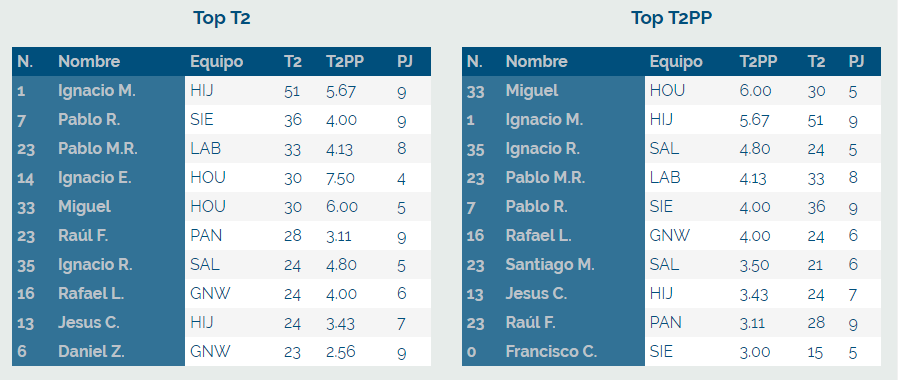 Top T2
N. Nombre Equipo T2 T2PP PJ
1 Ignacio M. HIJ 51 5.67 9
7 Pablo R. SIE 36 4.00 9
23 Pablo M.R. LAB 33 4.13 8
14 Ignacio E. HOU 30 7.50 4
33 Miguel HOU 30 6.00 5
23 Raúl F. PAN 28 3.11 9
35 Ignacio R. SAL 24 4.80 5
16 Rafael L. GNW 24 4.00 6
13 Jesus C. HIJ 24 3.43 7
6 Daniel Z. GNW 23 2.56 9
Top T2PP
N. Nombre Equipo T2PP T2 PJ
33 Miguel HOU 6.00 30 5
1 Ignacio M. HIJ 5.67 51 9
35 Ignacio R. SAL 4.80 24 5
23 Pablo M.R. LAB 4.13 33 8
7 Pablo R. SIE 4.00 36 9
16 Rafael L. GNW 4.00 24 6
23 Santiago M. SAL 3.50 21 6
13 Jesus C. HIJ 3.43 24 7
23 Raúl F. PAN 3.11 28 9
0 Francisco C. SIE 3.00 15 5